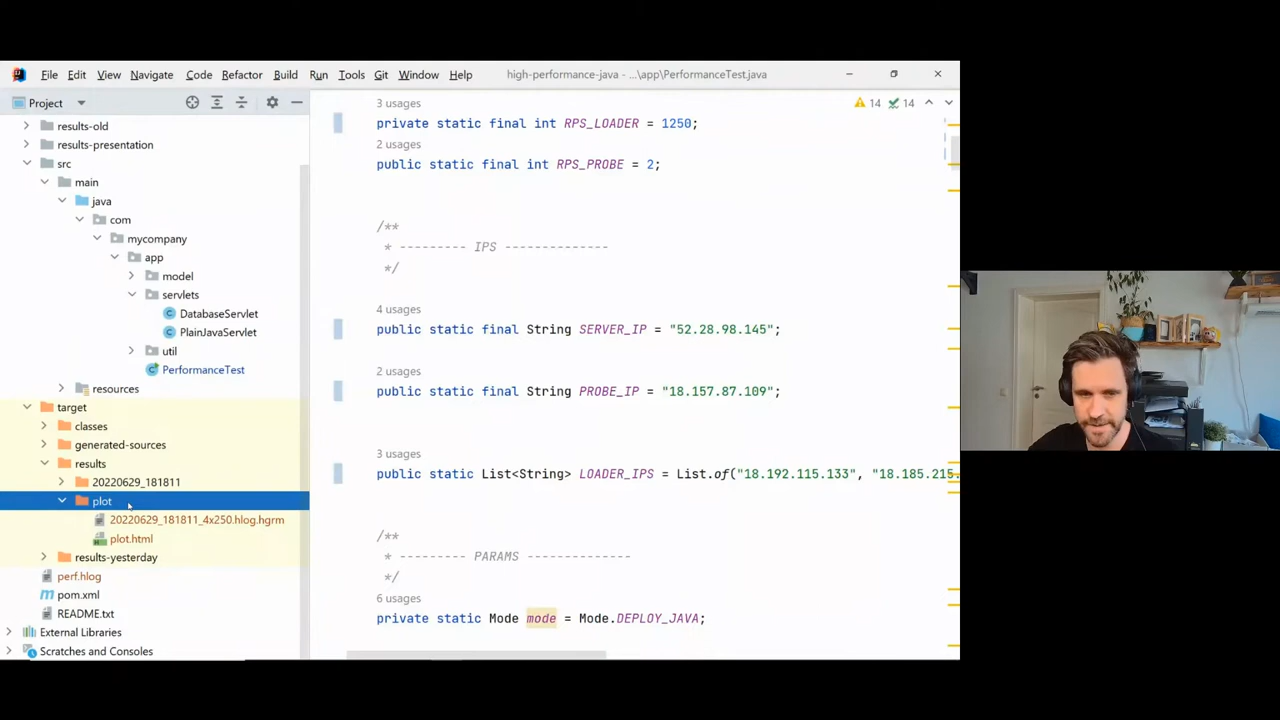 File Edit View Navigate Code Refactor Build Run Tools Git Window Help high-performance-java - ...\app\PerformanceTest.java
Project
results-old
results-presentation
src
main
java
com
mycompany
app
model
servlets
DatabaseServlet
PlainJavaServlet
util
PerformanceTest
resources
target
classes
generated-sources
results
20220629_181811
plot
20220629_181811_4x250.hlog.hgrm
plot.html
results-yesterday
perf.hlog
pom.xml
README.txt
External Libraries
Scratches and Consoles
14 14
3 usages
private static final int RPS_LOADER = 1250;
2 usages
public static final int RPS_PROBE = 2;
/**
* --------- IPS --------------
*/
4 usages
public static final String SERVER_IP = "52.28.98.145";
2 usages
public static final String PROBE_IP = "18.157.87.109";
3 usages
public static List<String> LOADER_IPS = List.of("18.192.115.133", "18.185.215.
/**
* --------- PARAMS --------------
*/
6 usages
private static Mode mode = Mode.DEPLOY_JAVA;